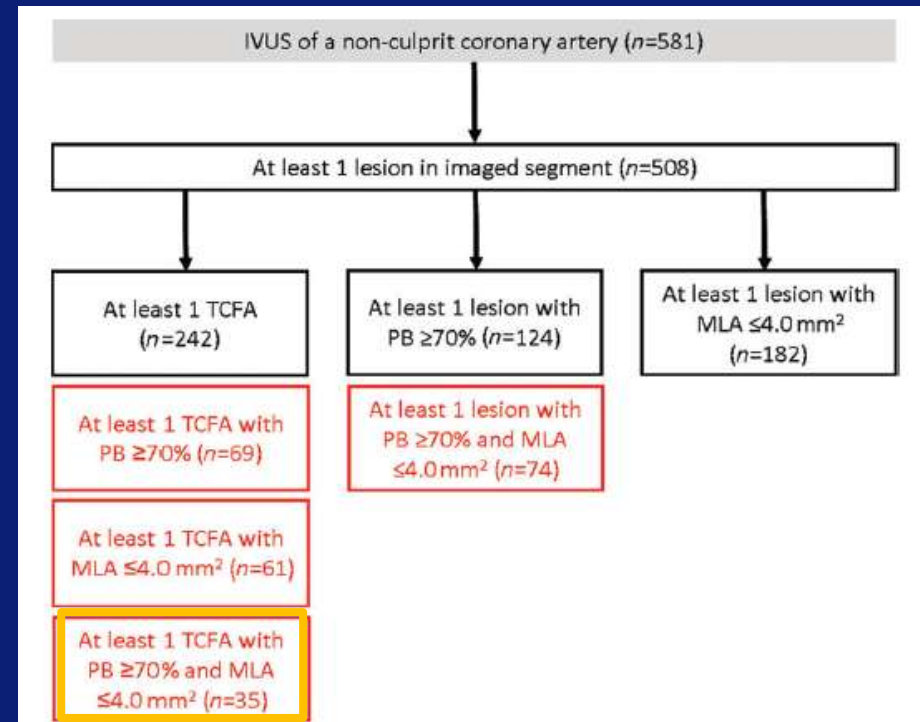 IVUS of a non-culprit coronary artery (n=581)
At least 1 lesion in imaged segment (n=508)
At least 1 TCFA
(n=242)
At least 1 lesion with
PB ≥70% (n=124)
At least 1 lesion with
MLA ≤4.0 mm²
(n=182)
At least 1 TCFA with
PB ≥70% (n=69)
At least 1 lesion with
PB ≥70% and MLA
≤4.0 mm² (n=74)
At least 1 TCFA with
MLA ≤4.0 mm² (n=61)
At least 1 TCFA with
PB ≥70% and MLA
≤4.0 mm² (n=35)